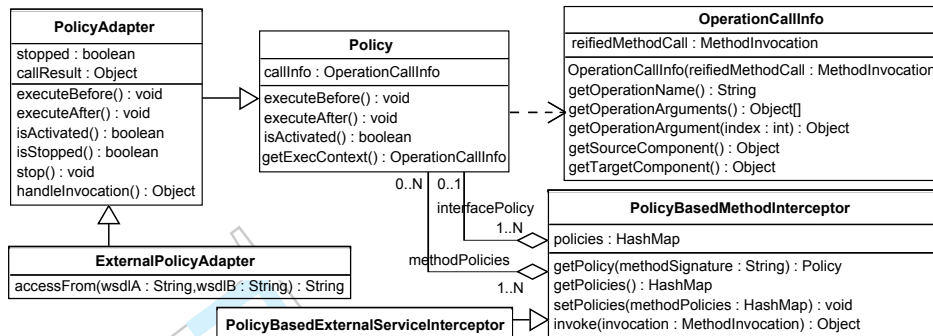 PolicyAdapter
stopped : boolean
callResult : Object
executeBefore() : void
executeAfter() : void
isActivated() : boolean
isStopped() : boolean
stop() : void
handleInvocation() : Object
Policy
callInfo : OperationCallInfo
executeBefore() : void
executeAfter() : void
isActivated() : boolean
getExecContext() : OperationCallInfo
OperationCallInfo
reifiedMethodCall : MethodInvocation
OperationCallInfo(reifiedMethodCall : MethodInvocation
getOperationName() : String
getOperationArguments() : Object[]
getOperationArgument(index : int) : Object
getSourceComponent() : Object
getTargetComponent() : Object
0..N 0..1
interfacePolicy
1..N
methodPolicies
1..N
PolicyBasedMethodInterceptor
policies : HashMap
getPolicy(methodSignature : String) : Policy
getPolicies() : HashMap
setPolicies(methodPolicies : HashMap) : void
invoke(invocation : MethodInvocation) : Object
ExternalPolicyAdapter
accessFrom(wsdlA : String,wsdlB : String) : String
PolicyBasedExternalServiceInterceptor